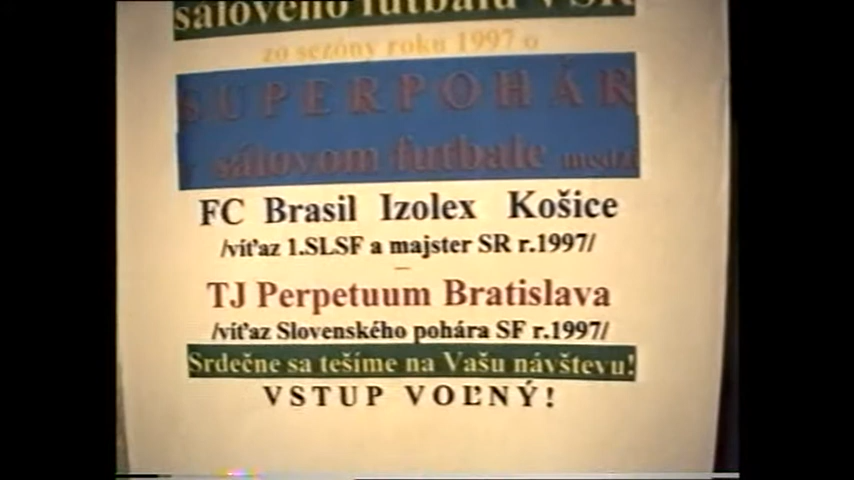 sálového futbalu v SR
zo sezóny roku 1997 o
SUPERPOHÁR
v sálovom futbale medzi
FC Brasil Izolex Košice
/víťaz 1.SLSF a majster SR r.1997/
–
TJ Perpetuum Bratislava
/víťaz Slovenského pohára SF r.1997/
Srdečne sa tešíme na Vašu návštevu!
VSTUP VOĽNÝ!